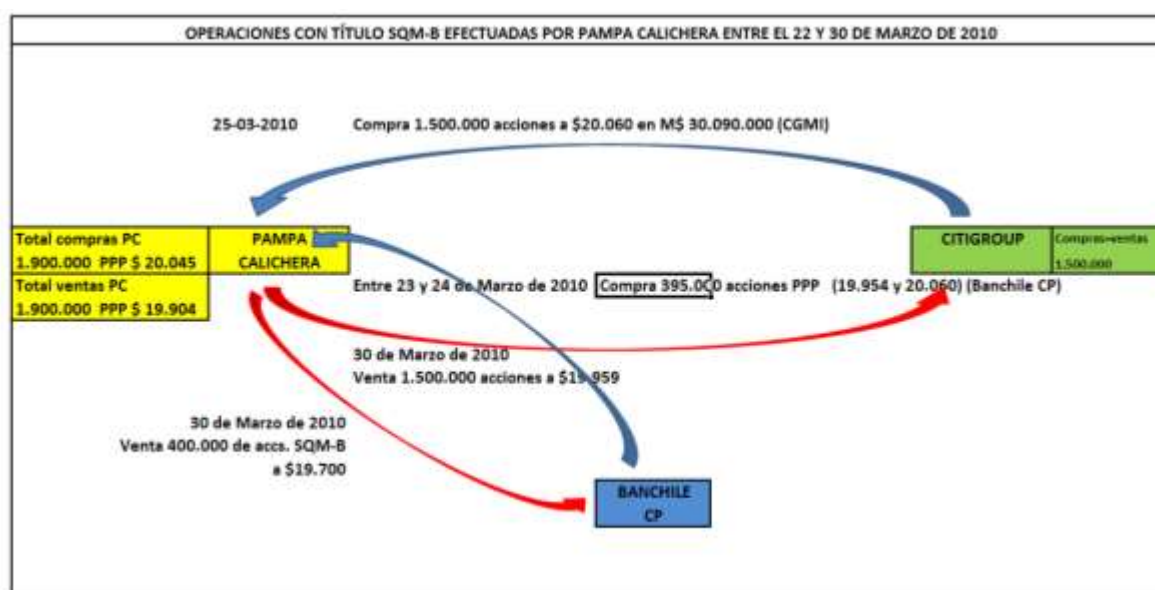 OPERACIONES CON TÍTULO SQM-B EFECTUADAS POR PAMPA CALICHERA ENTRE EL 22 Y 30 DE MARZO DE 2010
25-03-2010 Compra 1.500.000 acciones a $20.060 en M$ 30.090.000 (CGMI)
Total compras PC
1.900.000 PPP $ 20.045
PAMPA
CALICHERA
CITIGROUP
Compras=ventas
1.500.000
Total ventas PC
1.900.000 PPP $ 19.904
Entre 23 y 24 de Marzo de 2010 Compra 395.000 acciones PPP (19.954 y 20.060) (Banchile CP)
30 de Marzo de 2010
Venta 1.500.000 acciones a $19.959
30 de Marzo de 2010
Venta 400.000 de accs. SQM-B
a $19.700
BANCHILE
CP